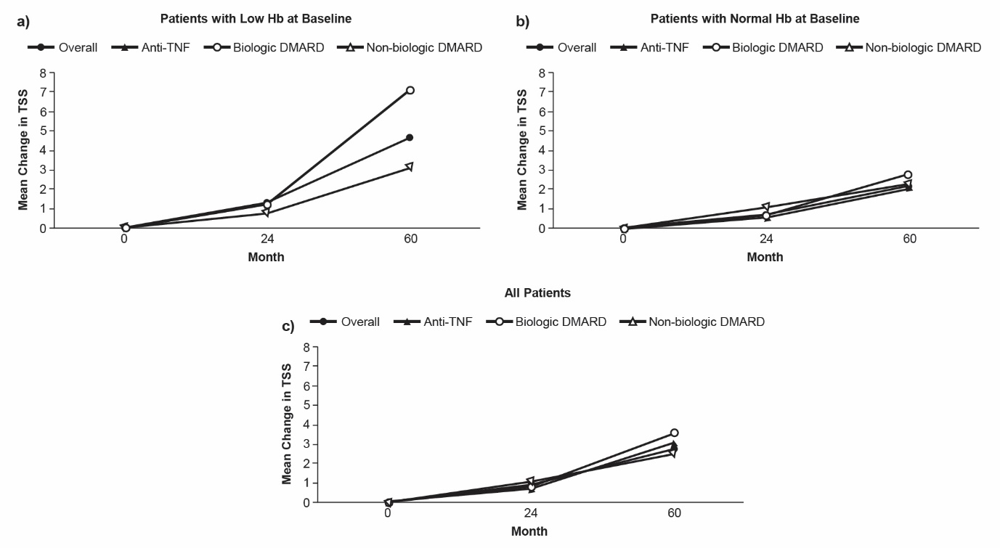 a)
Patients with Low Hb at Baseline
Overall Anti-TNF Biologic DMARD Non-biologic DMARD
Mean Change in TSS
8
7
6
5
4
3
2
1
0
0 24 60
Month
b)
Patients with Normal Hb at Baseline
Overall Anti-TNF Biologic DMARD Non-biologic DMARD
Mean Change in TSS
8
7
6
5
4
3
2
1
0
0 24 60
Month
All Patients
c)
Overall Anti-TNF Biologic DMARD Non-biologic DMARD
Mean Change in TSS
8
7
6
5
4
3
2
1
0
0 24 60
Month